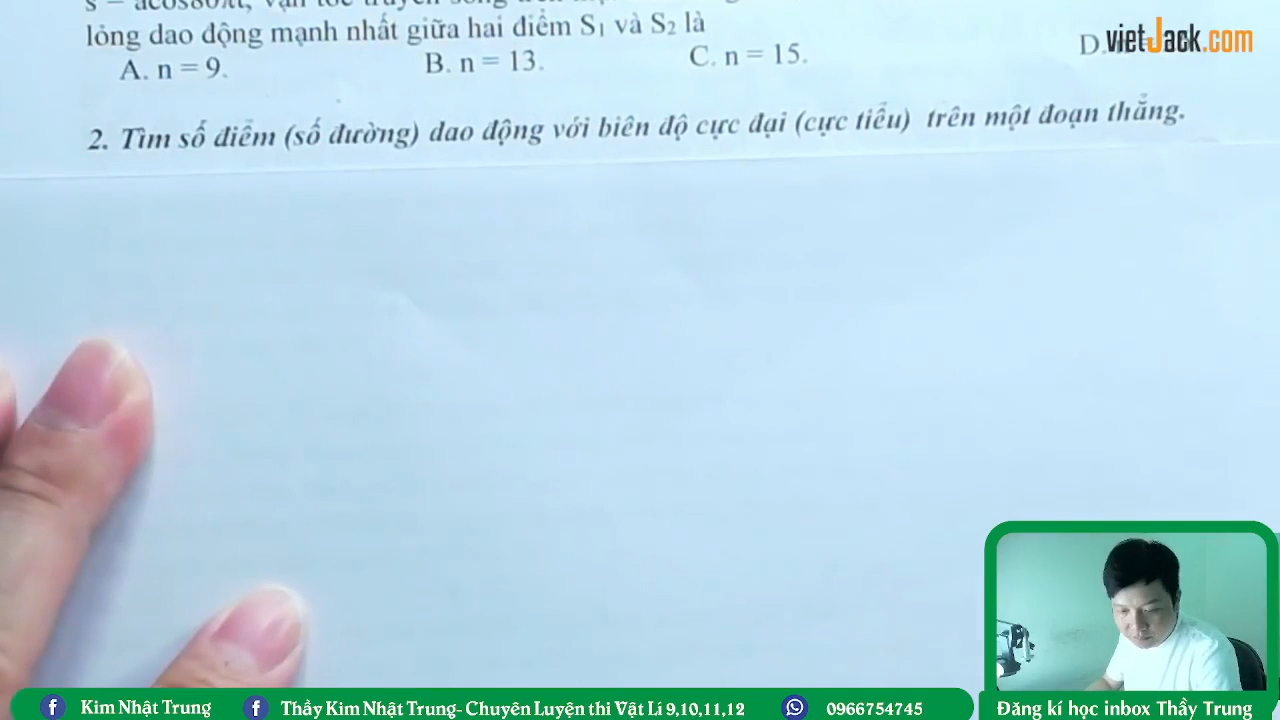 lỏng dao động mạnh nhất giữa hai điểm S1 và S2 là
A. n = 9. B. n = 13. C. n = 15. D.
vietJack.com
2. Tìm số điểm (số đường) dao động với biên độ cực đại (cực tiểu) trên một đoạn thẳng.
Kim Nhật Trung Thầy Kim Nhật Trung- Chuyên Luyện thi Vật Lí 9,10,11,12 0966754745 Đăng kí học inbox Thầy Trung